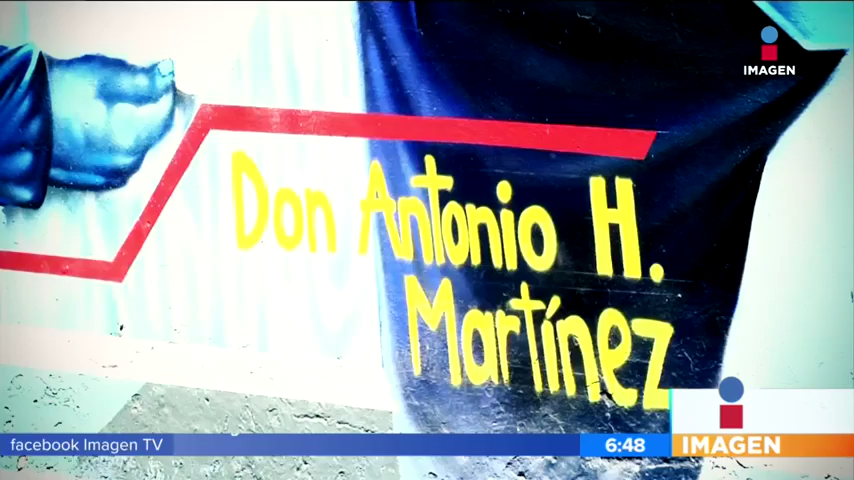 IMAGEN
Don Antonio H.
Martínez
facebook Imagen TV
6:48
IMAGEN